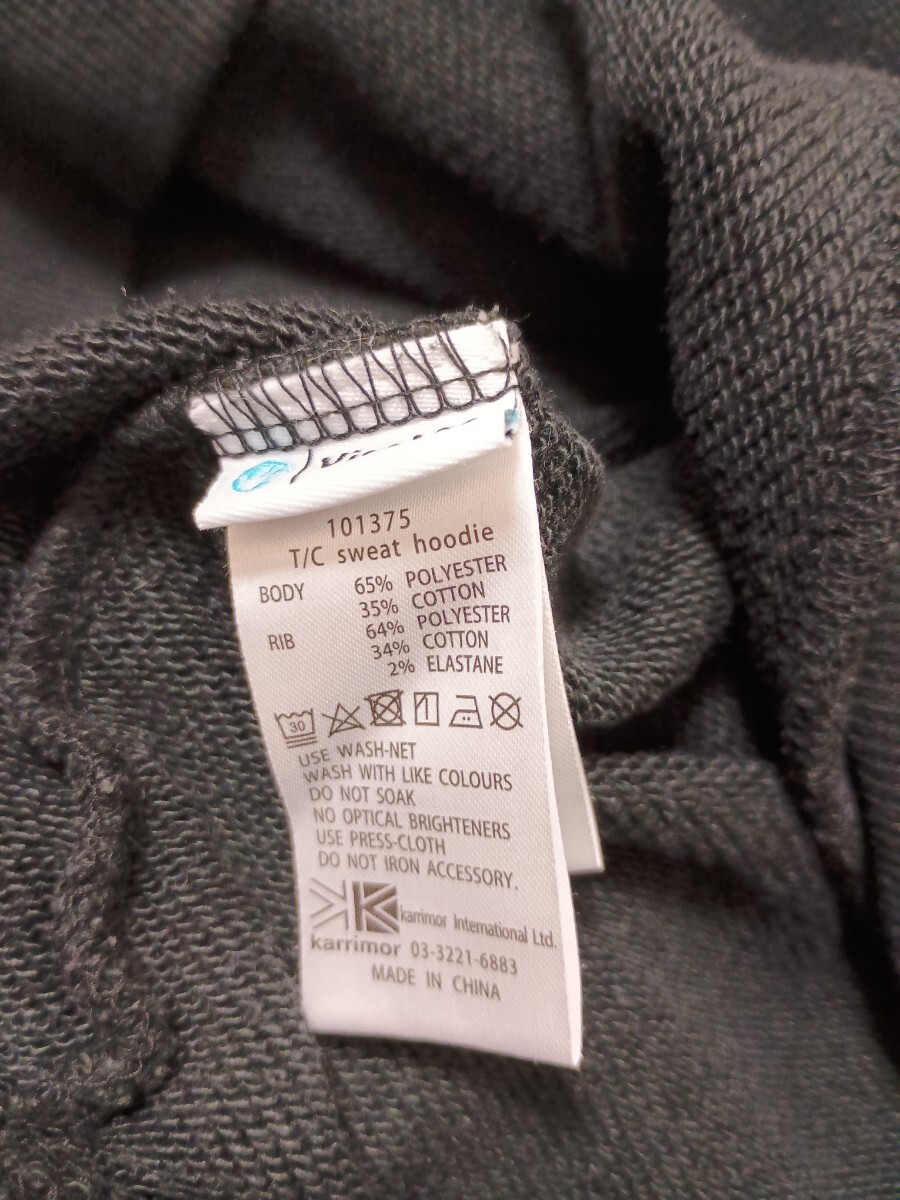 101375
T/C sweat hoodie
BODY 65% POLYESTER
35% COTTON
RIB 64% POLYESTER
34% COTTON
2% ELASTANE
30
USE WASH-NET
WASH WITH LIKE COLOURS
DO NOT SOAK
NO OPTICAL BRIGHTENERS
USE PRESS-CLOTH
DO NOT IRON ACCESSORY.
karrimor International Ltd.
karrimor 03-3221-6883
MADE IN CHINA